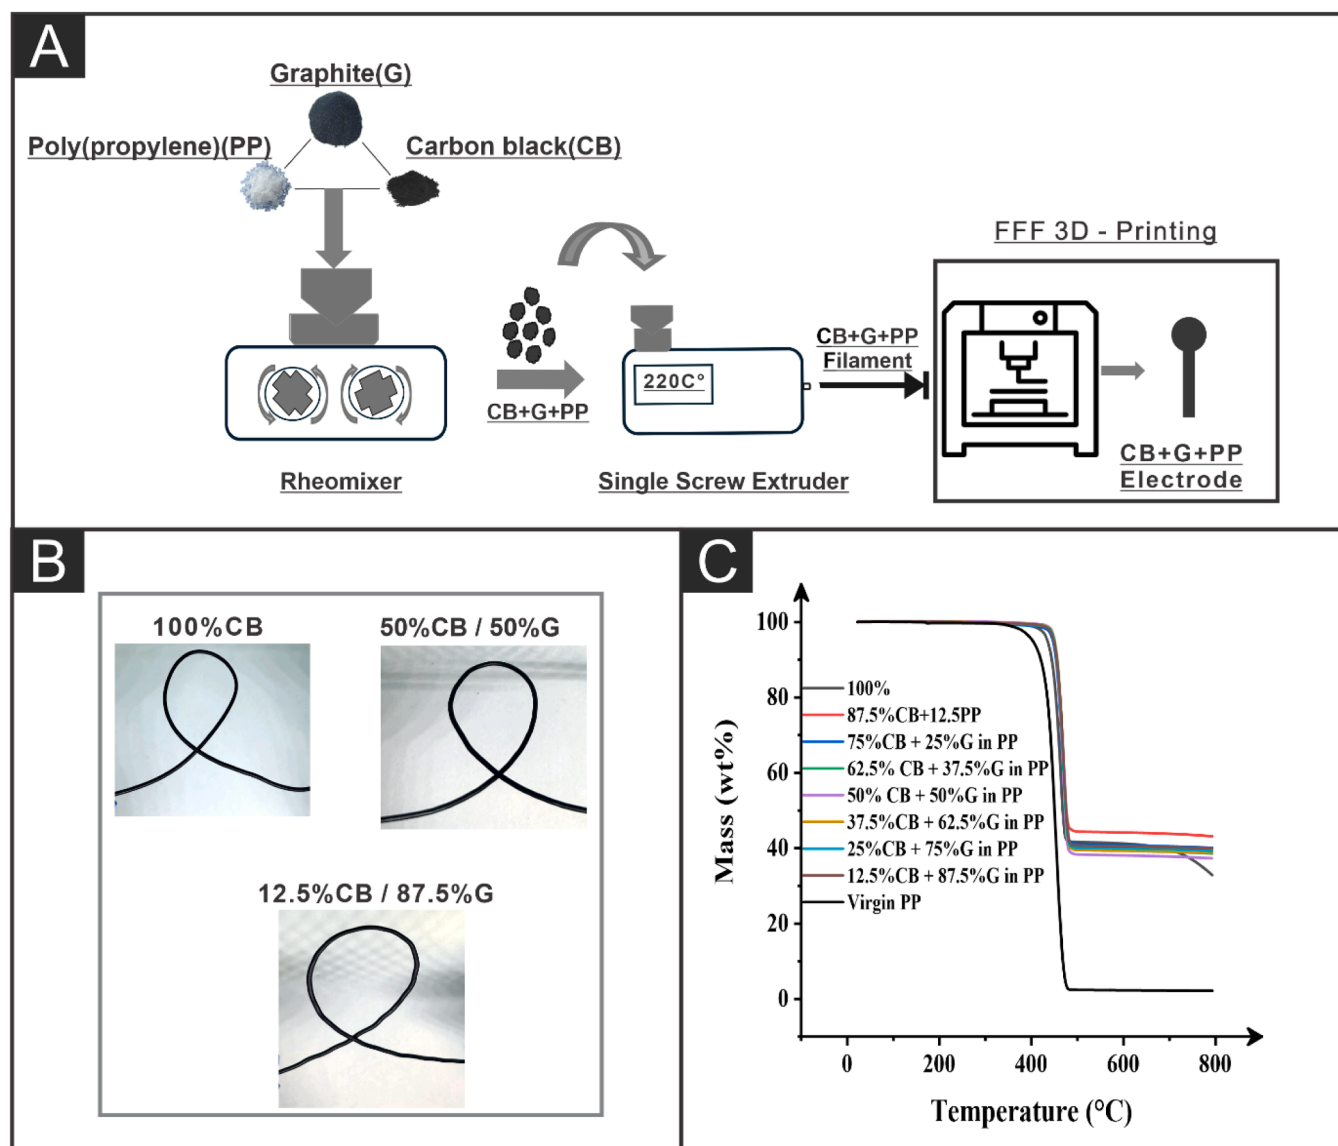 A
Graphite(G)
Poly(propylene)(PP)
Carbon black(CB)
FFF 3D - Printing
CB+G+PP
Filament
220C°
CB+G+PP
CB+G+PP
Electrode
Rheomixer
Single Screw Extruder
B
100%CB
50%CB / 50%G
12.5%CB / 87.5%G
C
Mass (wt%)
100
80
60
40
20
0
100%
87.5%CB+12.5PP
75%CB + 25%G in PP
62.5% CB + 37.5%G in PP
50% CB + 50%G in PP
37.5%CB + 62.5%G in PP
25%CB + 75%G in PP
12.5%CB + 87.5%G in PP
Virgin PP
0
200
400
600
800
Temperature (°C)